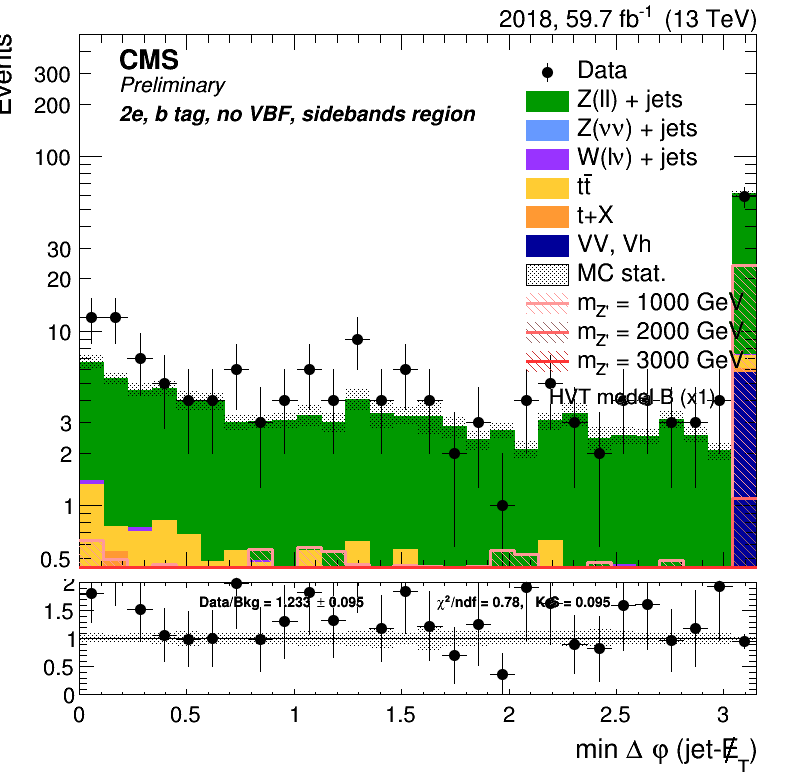 2018, 59.7 fb⁻¹ (13 TeV)
Events
CMS
Preliminary
2e, b tag, no VBF, sidebands region
Data
Z(ll) + jets
Z(νν) + jets
W(lν) + jets
tt̄
t+X
VV, Vh
MC stat.
m_Z' = 1000 GeV
m_Z' = 2000 GeV
m_Z' = 3000 GeV
HVT model B (x1)
300
200
100
30
20
10
3
2
1
0.5
2
1.5
1
0.5
0
Data/Bkg = 1.233 ± 0.095
χ²/ndf = 0.78, K-S = 0.095
0 0.5 1 1.5 2 2.5 3
min Δ φ (jet-E̸_T)